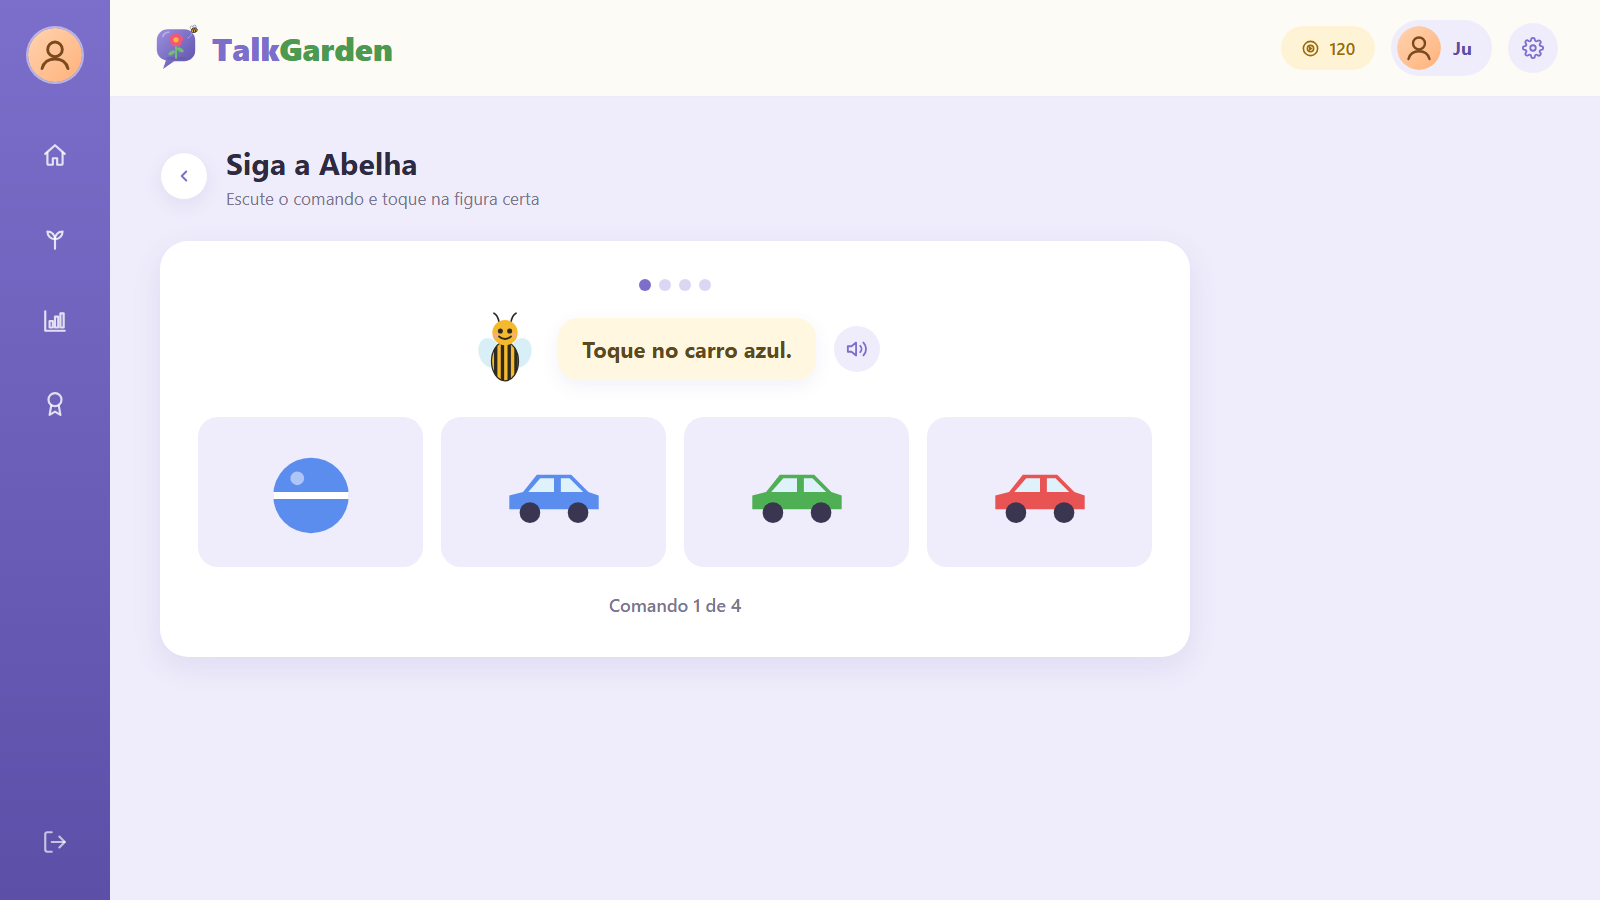 TalkGarden
120
Ju
Siga a Abelha
Escute o comando e toque na figura certa
Toque no carro azul.
Comando 1 de 4